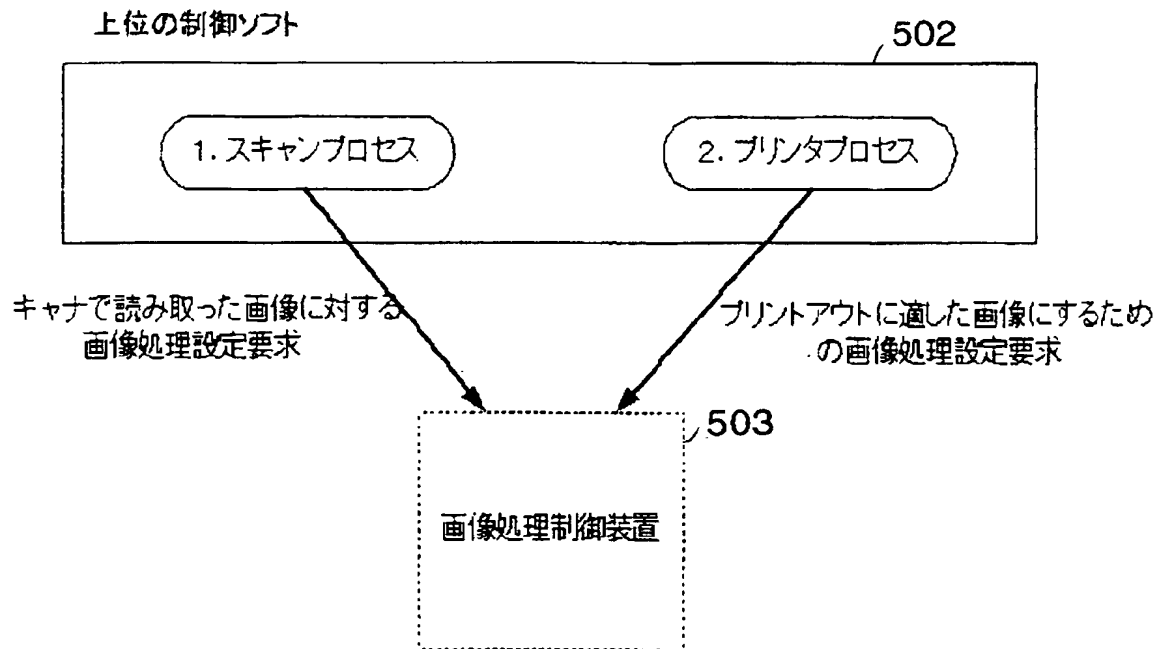 上位の制御ソフト
502
1. スキャンプロセス
2. プリンタプロセス
キャナで読み取った画像に対する
画像処理設定要求
プリントアウトに適した画像にするため
の画像処理設定要求
503
画像処理制御装置